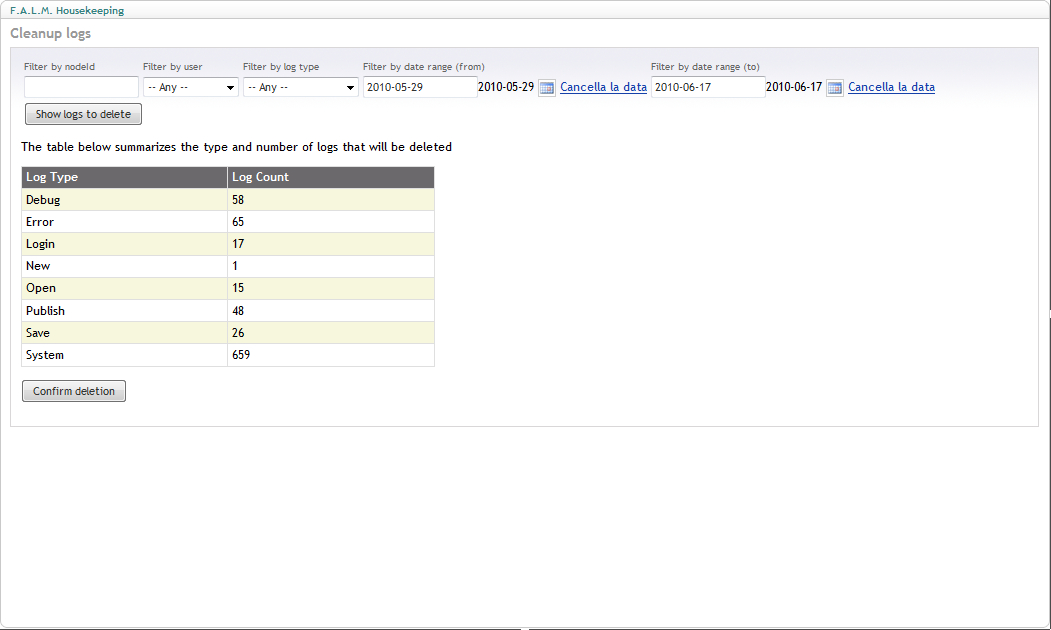 F.A.L.M. Housekeeping
Cleanup logs
Filter by nodeId Filter by user Filter by log type Filter by date range (from) Filter by date range (to)
-- Any -- -- Any -- 2010-05-29 2010-05-29 Cancella la data 2010-06-17 2010-06-17 Cancella la data
Show logs to delete
The table below summarizes the type and number of logs that will be deleted
Log Type Log Count
Debug 58
Error 65
Login 17
New 1
Open 15
Publish 48
Save 26
System 659
Confirm deletion